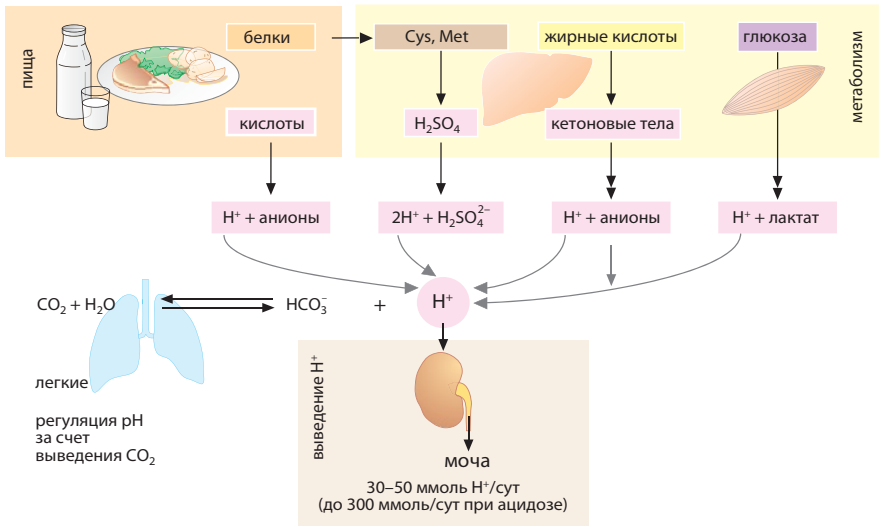 пища
белки
Cys, Met
жирные кислоты
глюкоза
метаболизм
кислоты
H₂SO₄
кетоновые тела
H⁺ + анионы
2H⁺ + H₂SO₄²⁻
H⁺ + анионы
H⁺ + лактат
CO₂ + H₂O
HCO₃⁻
+
H⁺
легкие
регуляция pH
за счет
выведения CO₂
выведение H⁺
моча
30–50 ммоль H⁺/сут
(до 300 ммоль/сут при ацидозе)